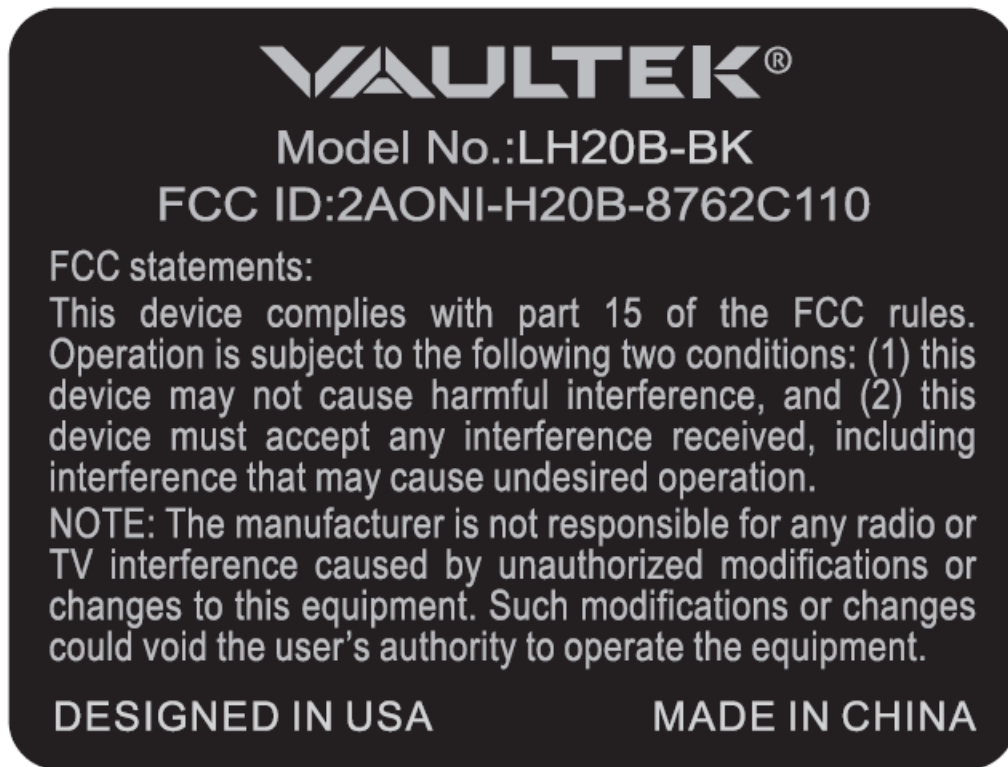 VAULTEK®
Model No.:LH20B-BK
FCC ID:2AONI-H20B-8762C110
FCC statements:
This device complies with part 15 of the FCC rules.
Operation is subject to the following two conditions: (1) this
device may not cause harmful interference, and (2) this
device must accept any interference received, including
interference that may cause undesired operation.
NOTE: The manufacturer is not responsible for any radio or
TV interference caused by unauthorized modifications or
changes to this equipment. Such modifications or changes
could void the user’s authority to operate the equipment.
DESIGNED IN USA MADE IN CHINA